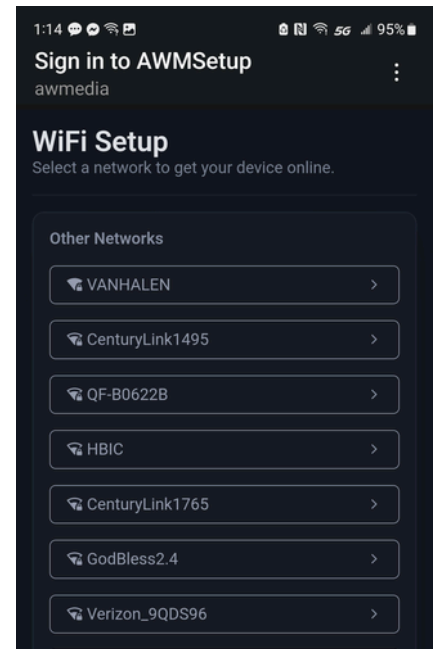 1:14 5G 95%
Sign in to AWMSetup
awmedia
WiFi Setup
Select a network to get your device online.
Other Networks
VANHALEN
CenturyLink1495
QF-B0622B
HBIC
CenturyLink1765
GodBless2.4
Verizon_9QDS96